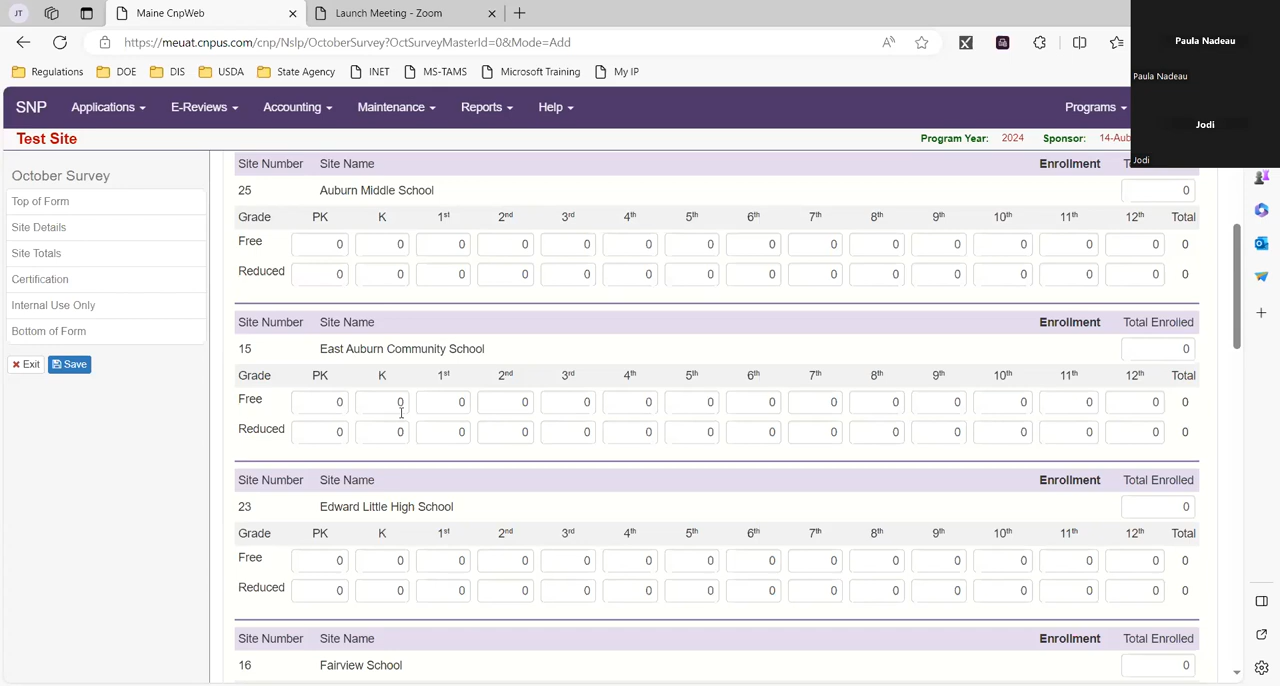 JT Maine CnpWeb Launch Meeting - Zoom
https://meuat.cnpus.com/cnp/Nslp/OctoberSurvey?OctSurveyMasterId=0&Mode=Add
Regulations DOE DIS USDA State Agency INET MS-TAMS Microsoft Training My IP
Paula Nadeau
Paula Nadeau
Jodi
Jodi
SNP Applications E-Reviews Accounting Maintenance Reports Help Programs
Test Site Program Year: 2024 Sponsor: 14-Aub
October Survey
Top of Form
Site Details
Site Totals
Certification
Internal Use Only
Bottom of Form
Exit Save
Site Number Site Name Enrollment
25 Auburn Middle School 0
Grade PK K 1st 2nd 3rd 4th 5th 6th 7th 8th 9th 10th 11th 12th Total
Free 0 0 0 0 0 0 0 0 0 0 0 0 0 0 0
Reduced 0 0 0 0 0 0 0 0 0 0 0 0 0 0 0
Site Number Site Name Enrollment Total Enrolled
15 East Auburn Community School 0
Grade PK K 1st 2nd 3rd 4th 5th 6th 7th 8th 9th 10th 11th 12th Total
Free 0 0 0 0 0 0 0 0 0 0 0 0 0 0 0
Reduced 0 0 0 0 0 0 0 0 0 0 0 0 0 0 0
Site Number Site Name Enrollment Total Enrolled
23 Edward Little High School 0
Grade PK K 1st 2nd 3rd 4th 5th 6th 7th 8th 9th 10th 11th 12th Total
Free 0 0 0 0 0 0 0 0 0 0 0 0 0 0 0
Reduced 0 0 0 0 0 0 0 0 0 0 0 0 0 0 0
Site Number Site Name Enrollment Total Enrolled
16 Fairview School 0